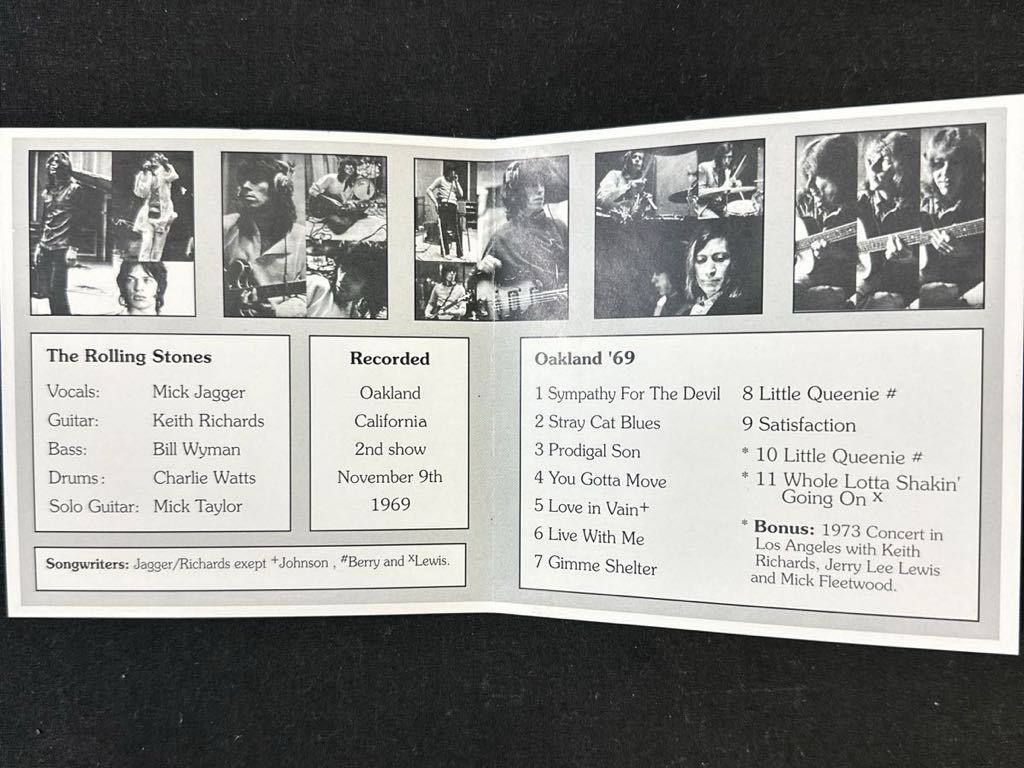 The Rolling Stones
Vocals: Mick Jagger
Guitar: Keith Richards
Bass: Bill Wyman
Drums: Charlie Watts
Solo Guitar: Mick Taylor
Songwriters: Jagger/Richards exept +Johnson , #Berry and xLewis.
Recorded
Oakland
California
2nd show
November 9th
1969
Oakland '69
1 Sympathy For The Devil
2 Stray Cat Blues
3 Prodigal Son
4 You Gotta Move
5 Love in Vain+
6 Live With Me
7 Gimme Shelter
8 Little Queenie #
9 Satisfaction
* 10 Little Queenie #
* 11 Whole Lotta Shakin'
Going On x
* Bonus: 1973 Concert in
Los Angeles with Keith
Richards, Jerry Lee Lewis
and Mick Fleetwood.